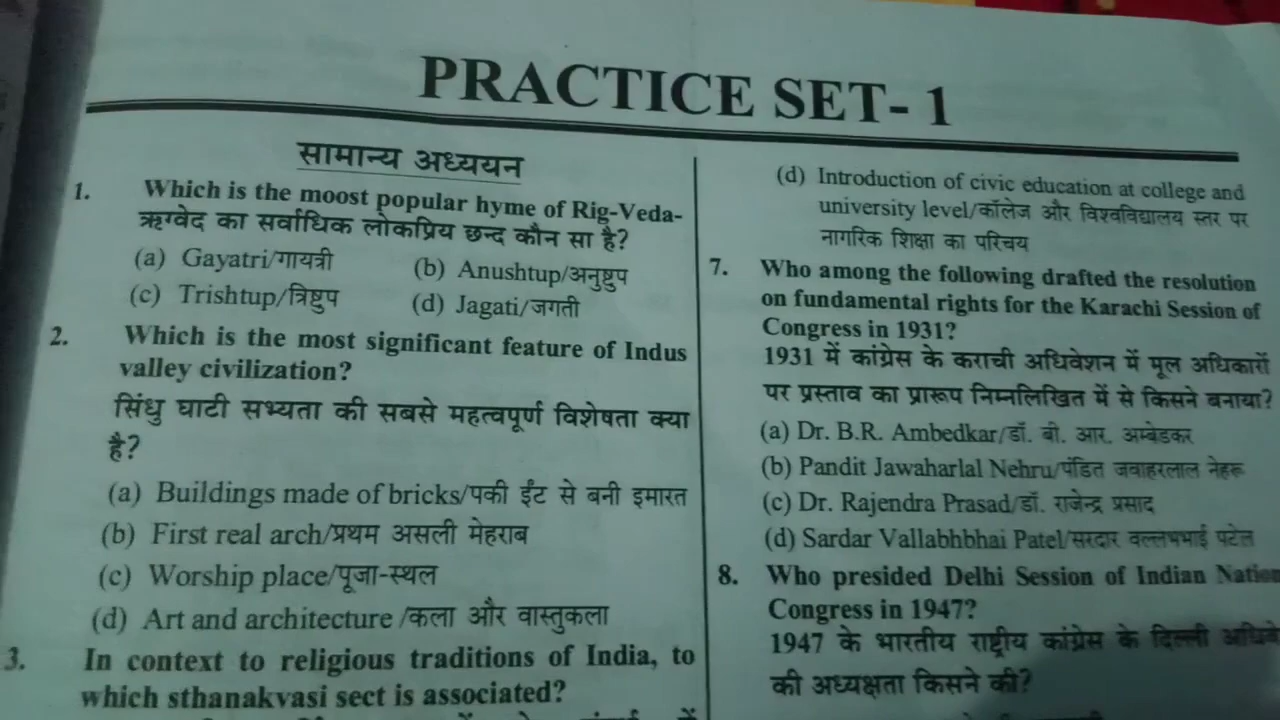 PRACTICE SET- 1
सामान्य अध्ययन
1. Which is the moost popular hyme of Rig-Veda-
ऋग्वेद का सर्वाधिक लोकप्रिय छन्द कौन सा है?
(a) Gayatri/गायत्री (b) Anushtup/अनुष्टुप
(c) Trishtup/त्रिष्टुप (d) Jagati/जगती
2. Which is the most significant feature of Indus
valley civilization?
सिंधु घाटी सभ्यता की सबसे महत्वपूर्ण विशेषता क्या
है?
(a) Buildings made of bricks/पकी ईंट से बनी इमारत
(b) First real arch/प्रथम असली मेहराब
(c) Worship place/पूजा-स्थल
(d) Art and architecture /कला और वास्तुकला
3. In context to religious traditions of India, to
which sthanakvasi sect is associated?
(d) Introduction of civic education at college and
university level/कॉलेज और विश्वविद्यालय स्तर पर
नागरिक शिक्षा का परिचय
7. Who among the following drafted the resolution
on fundamental rights for the Karachi Session of
Congress in 1931?
1931 में कांग्रेस के कराची अधिवेशन में मूल अधिकारों
पर प्रस्ताव का प्रारूप निम्नलिखित में से किसने बनाया?
(a) Dr. B.R. Ambedkar/डॉ. बी. आर. अम्बेडकर
(b) Pandit Jawaharlal Nehru/पंडित जवाहरलाल नेहरू
(c) Dr. Rajendra Prasad/डॉ. राजेन्द्र प्रसाद
(d) Sardar Vallabhbhai Patel/सरदार वल्लभभाई पटेल
8. Who presided Delhi Session of Indian Nation
Congress in 1947?
1947 के भारतीय राष्ट्रीय कांग्रेस के दिल्ली
की अध्यक्षता किसने की?